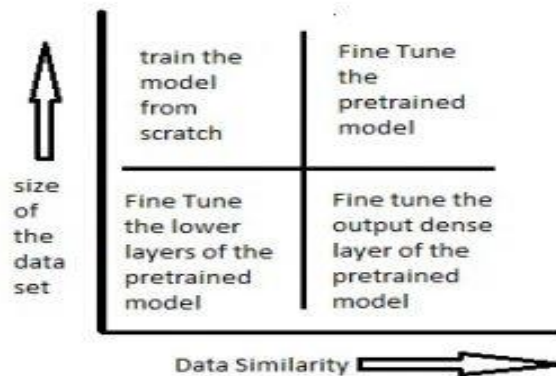 train the
model
from
scratch
Fine Tune
the
pretrained
model
size
of
the
data
set
Fine Tune
the lower
layers of the
pretrained
model
Fine tune the
output dense
layer of the
pretrained
model
Data Similarity